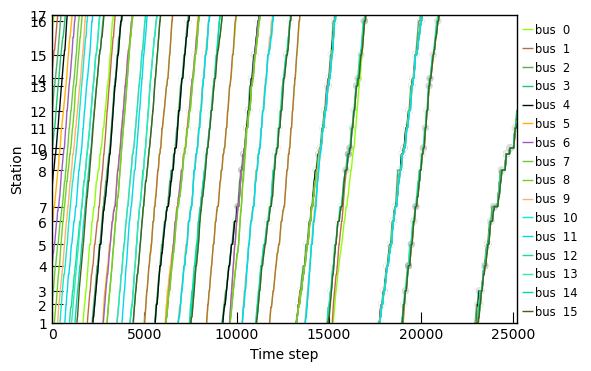 17
16
15
14
13
12
11
10
9
8
7
6
5
4
3
2
1
Station
0 5000 10000 15000 20000 25000
Time step
bus 0
bus 1
bus 2
bus 3
bus 4
bus 5
bus 6
bus 7
bus 8
bus 9
bus 10
bus 11
bus 12
bus 13
bus 14
bus 15